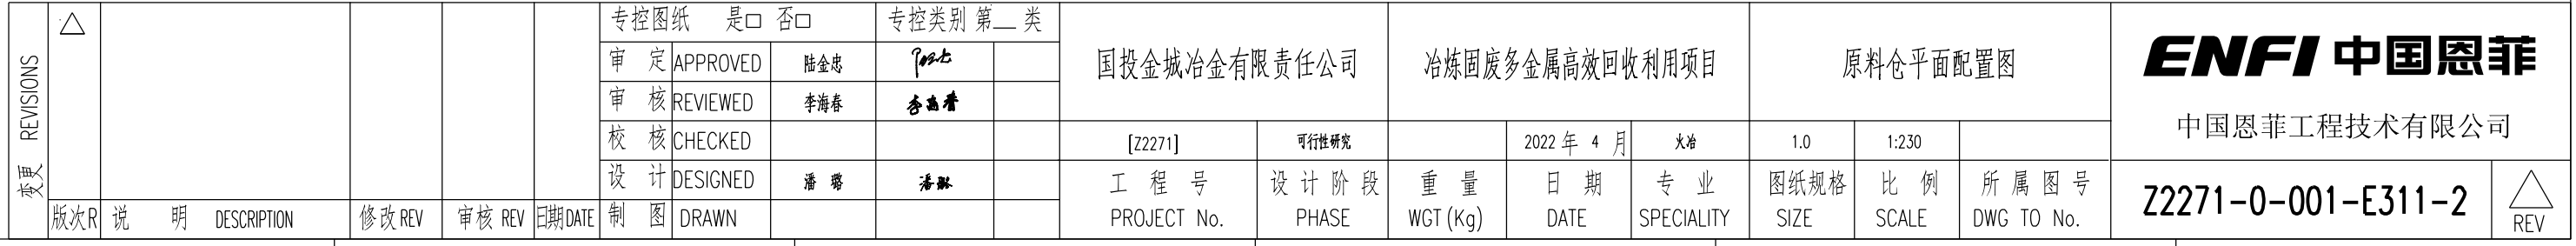 变更 REVISIONS
版次R 说 明 DESCRIPTION 修改 REV 审核 REV 日期DATE
专控图纸 是□ 否□ 专控类别 第__类
审 定 APPROVED 陆金忠
审 核 REVIEWED 李海春 李海春
校 核 CHECKED
设 计 DESIGNED 潘 璐 潘璐
制 图 DRAWN
国投金城冶金有限责任公司
冶炼固废多金属高效回收利用项目
原料仓平面配置图
[Z2271] 可行性研究 2022 年 4 月 火冶 1.0 1:230
工 程 号 设 计 阶 段 重 量 日 期 专 业 图纸规格 比 例 所 属 图 号
PROJECT No. PHASE WGT (Kg) DATE SPECIALITY SIZE SCALE DWG TO No.
ENFI 中国恩菲
中国恩菲工程技术有限公司
Z2271-0-001-E311-2
REV